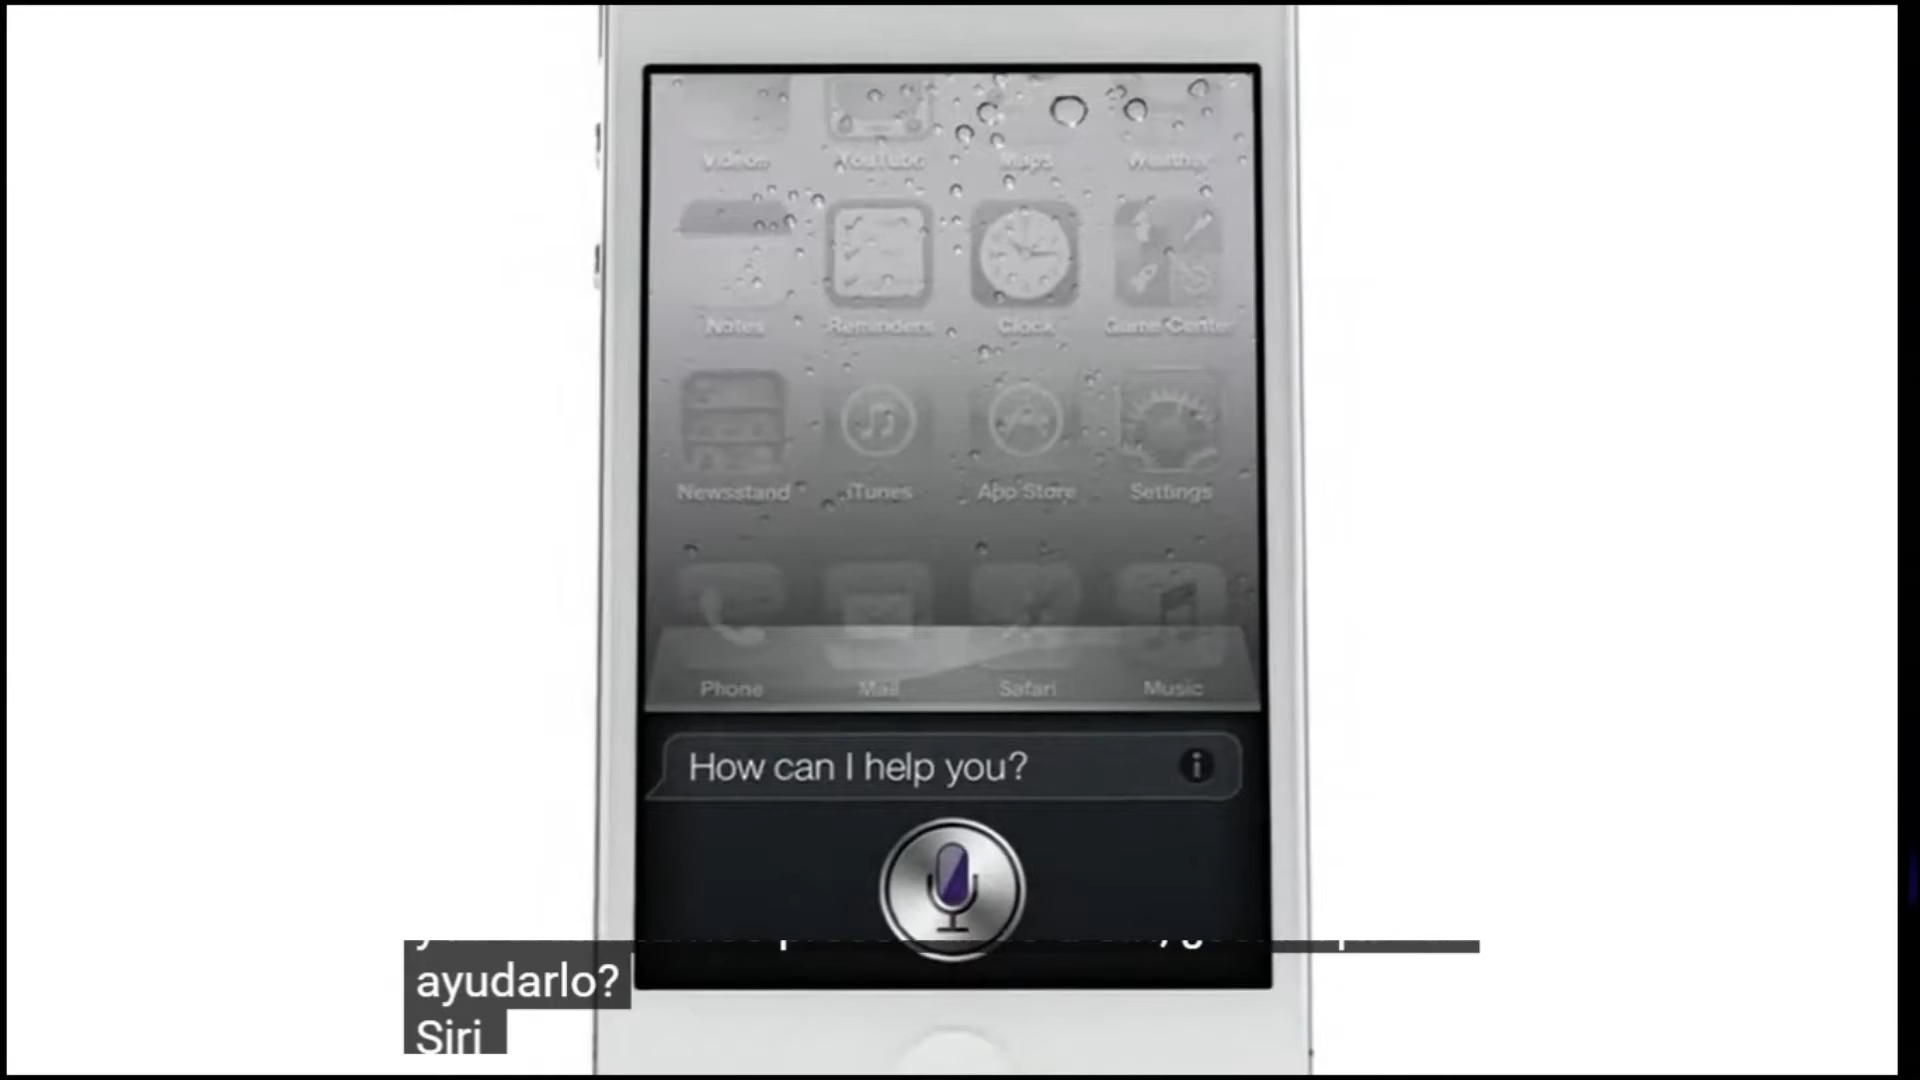 Videos YouTube Maps Weather
Notes Reminders Clock Game Center
Newsstand iTunes App Store Settings
Phone Mail Safari Music
How can I help you?
ayudarlo?
Siri